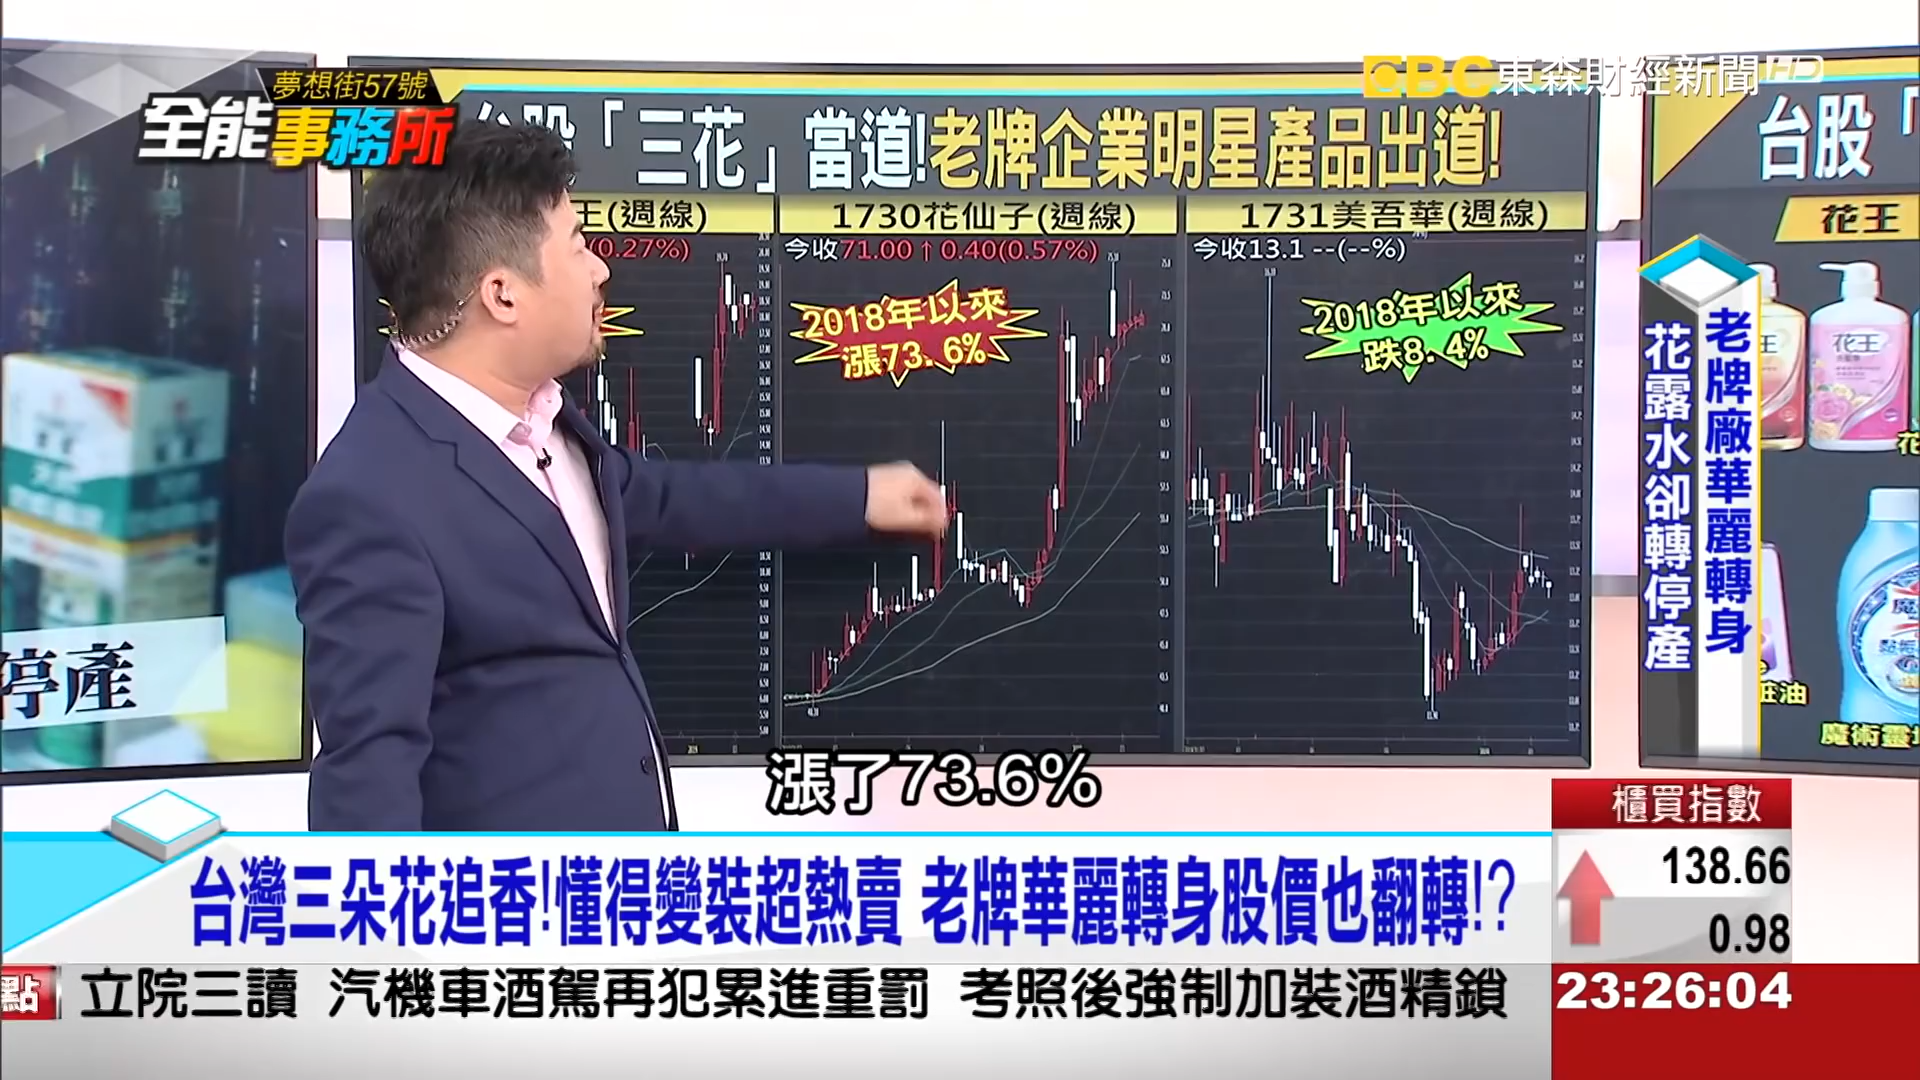 夢想街57號
全能事務所
EBC東森財經新聞HD
台股「三花」當道!老牌企業明星產品出道!
台股「
王(週線)
1730花仙子(週線)
1731美吾華(週線)
花王
(0.27%)
今收71.00↑0.40(0.57%)
今收13.1 --(--%)
2018年以來
漲73.6%
2018年以來
跌8.4%
老牌廠華麗轉身
花露水卻轉停產
花王
停產
魔術靈
漲了73.6%
櫃買指數
138.66
0.98
台灣三朵花追香!懂得變裝超熱賣 老牌華麗轉身股價也翻轉!?
點
立院三讀 汽機車酒駕再犯累進重罰 考照後強制加裝酒精鎖
23:26:04